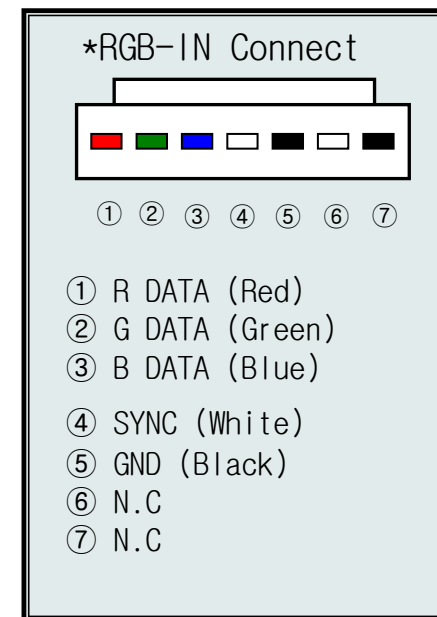 *RGB-IN Connect
① ② ③ ④ ⑤ ⑥ ⑦
① R DATA (Red)
② G DATA (Green)
③ B DATA (Blue)
④ SYNC (White)
⑤ GND (Black)
⑥ N.C
⑦ N.C